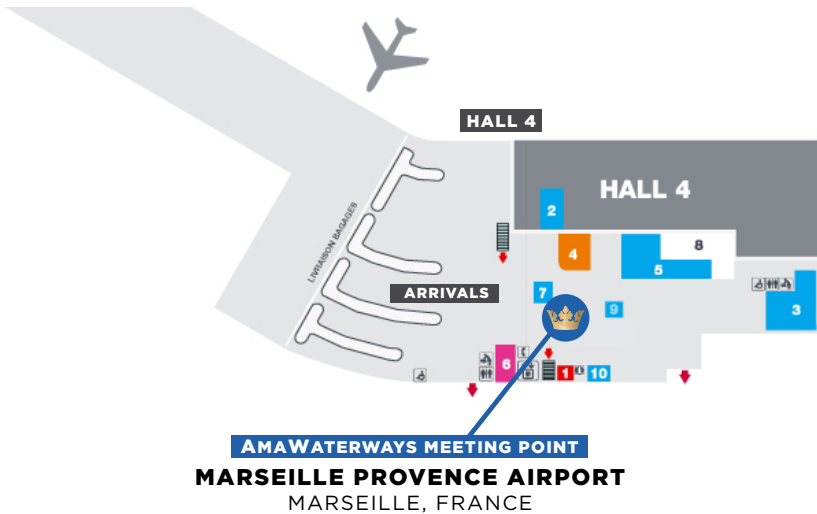 HALL 4
HALL 4
LIVRAISON BAGAGES
2
8
4
5
ARRIVALS
7
9
3
6
1
10
AMAWATERWAYS MEETING POINT
MARSEILLE PROVENCE AIRPORT
MARSEILLE, FRANCE